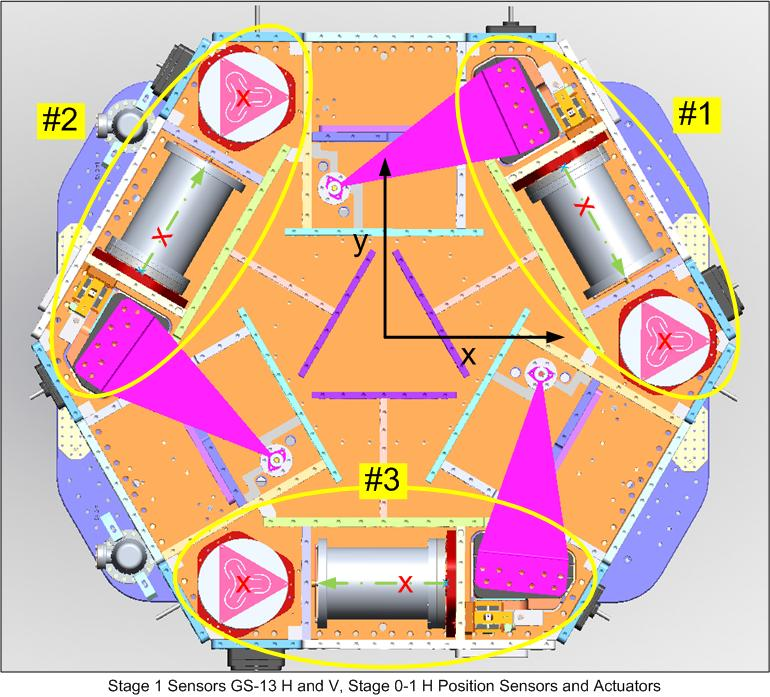 #2
#1
X
X
X
y
x
X
#3
X
X
Stage 1 Sensors GS-13 H and V, Stage 0-1 H Position Sensors and Actuators